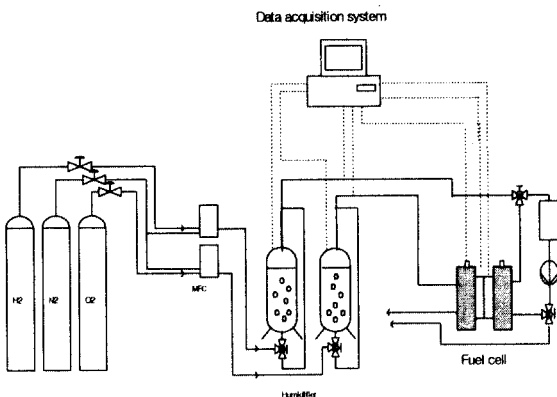 Data acquisition system
H2 N2 O2
MFC
Fuel cell
Humidifier